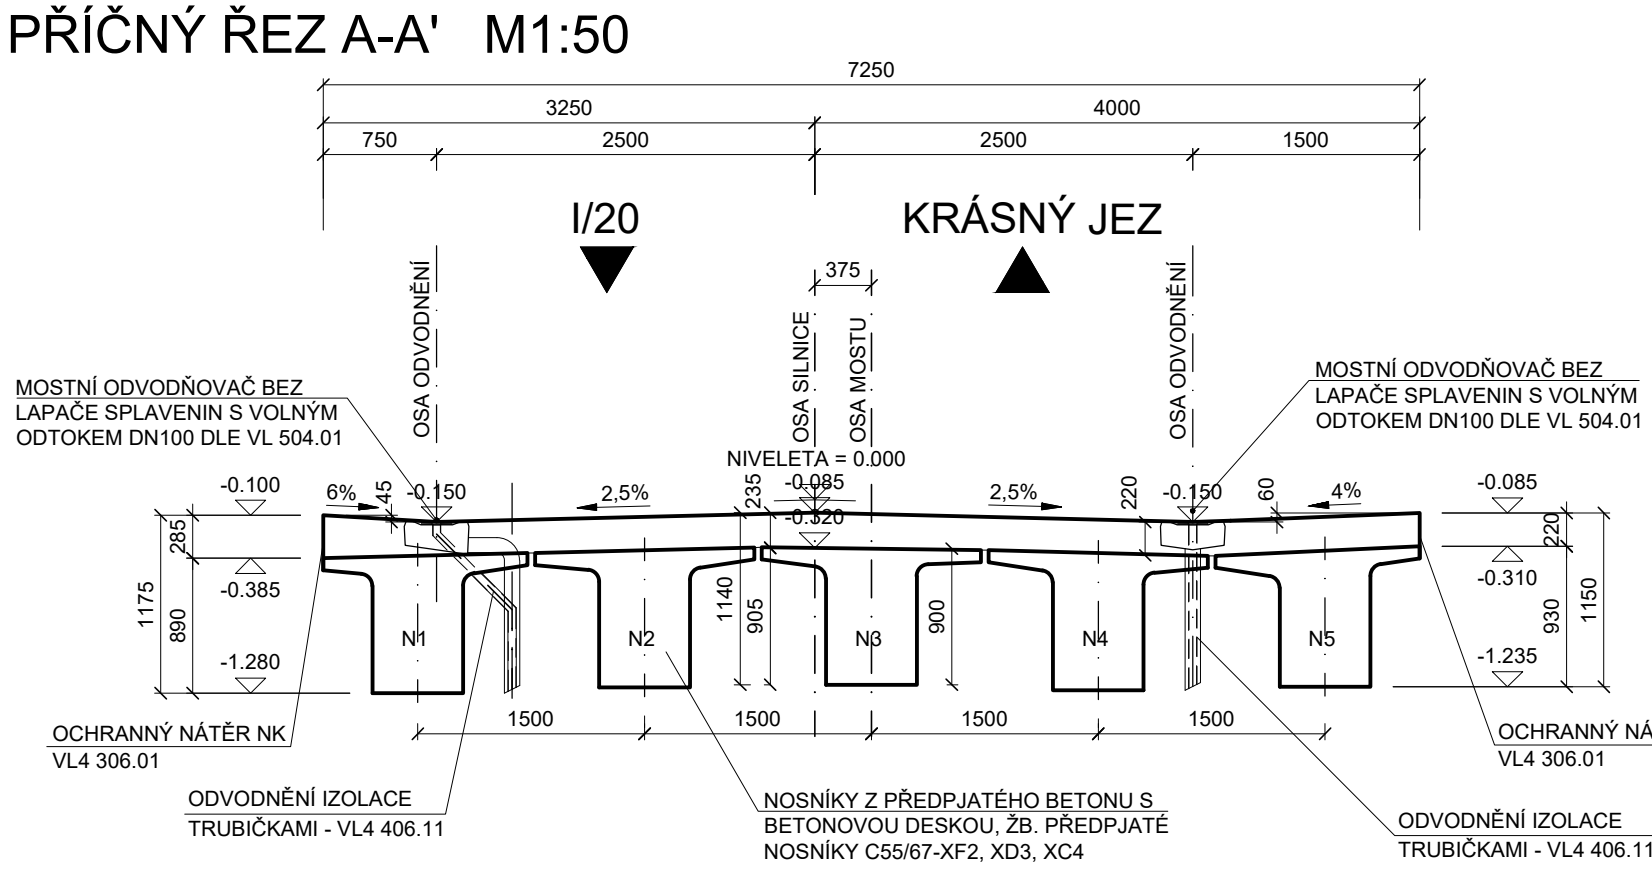 PŘÍČNÝ ŘEZ A-A' M1:50
7250
3250 4000
750 2500 2500 1500
I/20 KRÁSNÝ JEZ
375
OSA ODVODNĚNÍ
OSA SILNICE
OSA MOSTU
OSA ODVODNĚNÍ
MOSTNÍ ODVODŇOVAČ BEZ
LAPAČE SPLAVENIN S VOLNÝM
ODTOKEM DN100 DLE VL 504.01
MOSTNÍ ODVODŇOVAČ BEZ
LAPAČE SPLAVENIN S VOLNÝM
ODTOKEM DN100 DLE VL 504.01
NIVELETA = 0.000
-0.100 6% 45 -0.150 2,5% 235 -0.085 2,5% 220 -0.150 60 4% -0.085
-0.320
285 220
-0.385 -0.310
1175 890 1140 905 900 930 1150
N1 N2 N3 N4 N5
-1.280 -1.235
1500 1500 1500 1500
OCHRANNÝ NÁTĚR NK
VL4 306.01
OCHRANNÝ NÁ
VL4 306.01
ODVODNĚNÍ IZOLACE
TRUBIČKAMI - VL4 406.11
NOSNÍKY Z PŘEDPJATÉHO BETONU S
BETONOVOU DESKOU, ŽB. PŘEDPJATÉ
NOSNÍKY C55/67-XF2, XD3, XC4
ODVODNĚNÍ IZOLACE
TRUBIČKAMI - VL4 406.11